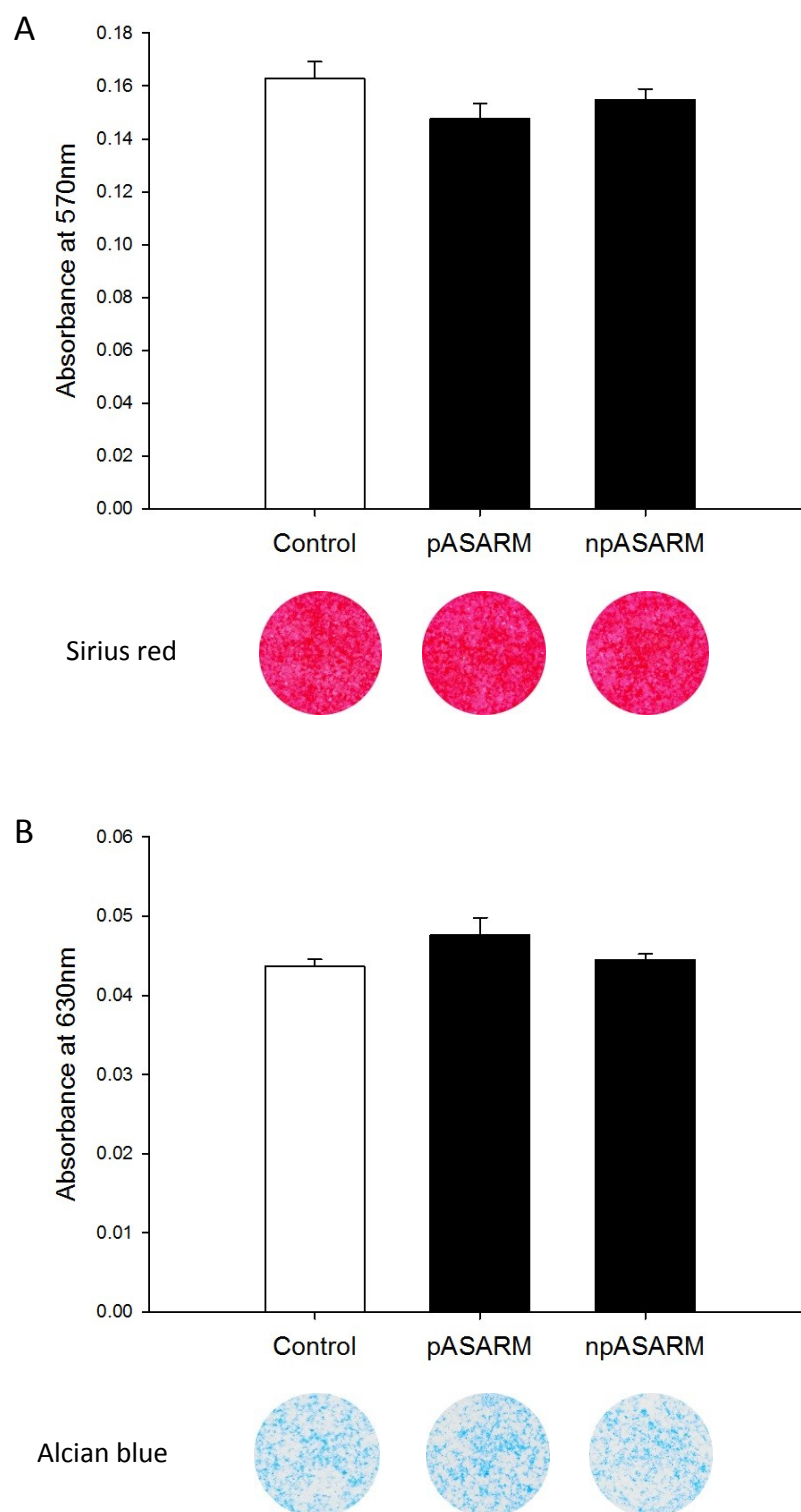 A
0.18
0.16
0.14
0.12
0.10
0.08
0.06
0.04
0.02
0.00
Absorbance at 570nm
Control pASARM npASARM
Sirius red
B
0.06
0.05
0.04
0.03
0.02
0.01
0.00
Absorbance at 630nm
Control pASARM npASARM
Alcian blue